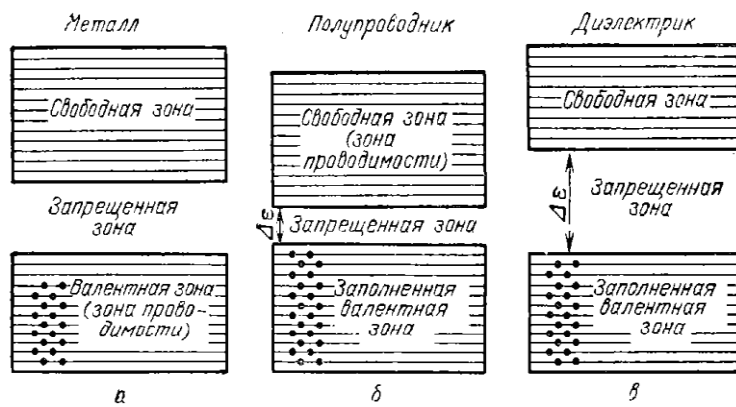 Металл
Полупроводник
Диэлектрик
Свободная зона
Запрещенная
зона
Валентная зона
(зона прово-
димости)
а
Свободная зона
(зона
проводимости)
Δε
Запрещенная зона
Заполненная
валентная
зона
б
Свободная зона
Δε
Запрещенная
зона
Заполненная
валентная
зона
в